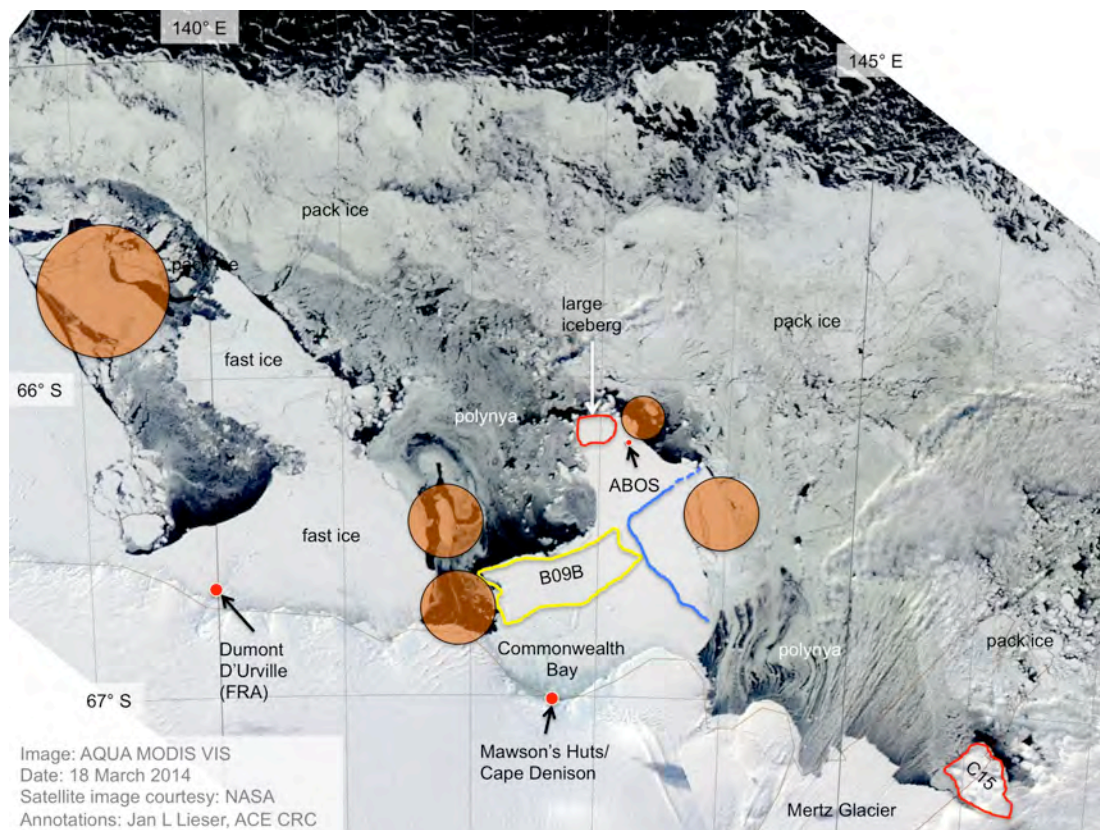 140° E
145° E
pack ice
pack ice
large
iceberg
pack ice
fast ice
66° S
polynya
ABOS
fast ice
B09B
Dumont
D'Urville
(FRA)
Commonwealth
Bay
polynya
pack ice
67° S
Mawson's Huts/
Cape Denison
C15
Mertz Glacier
Image: AQUA MODIS VIS
Date: 18 March 2014
Satellite image courtesy: NASA
Annotations: Jan L Lieser, ACE CRC